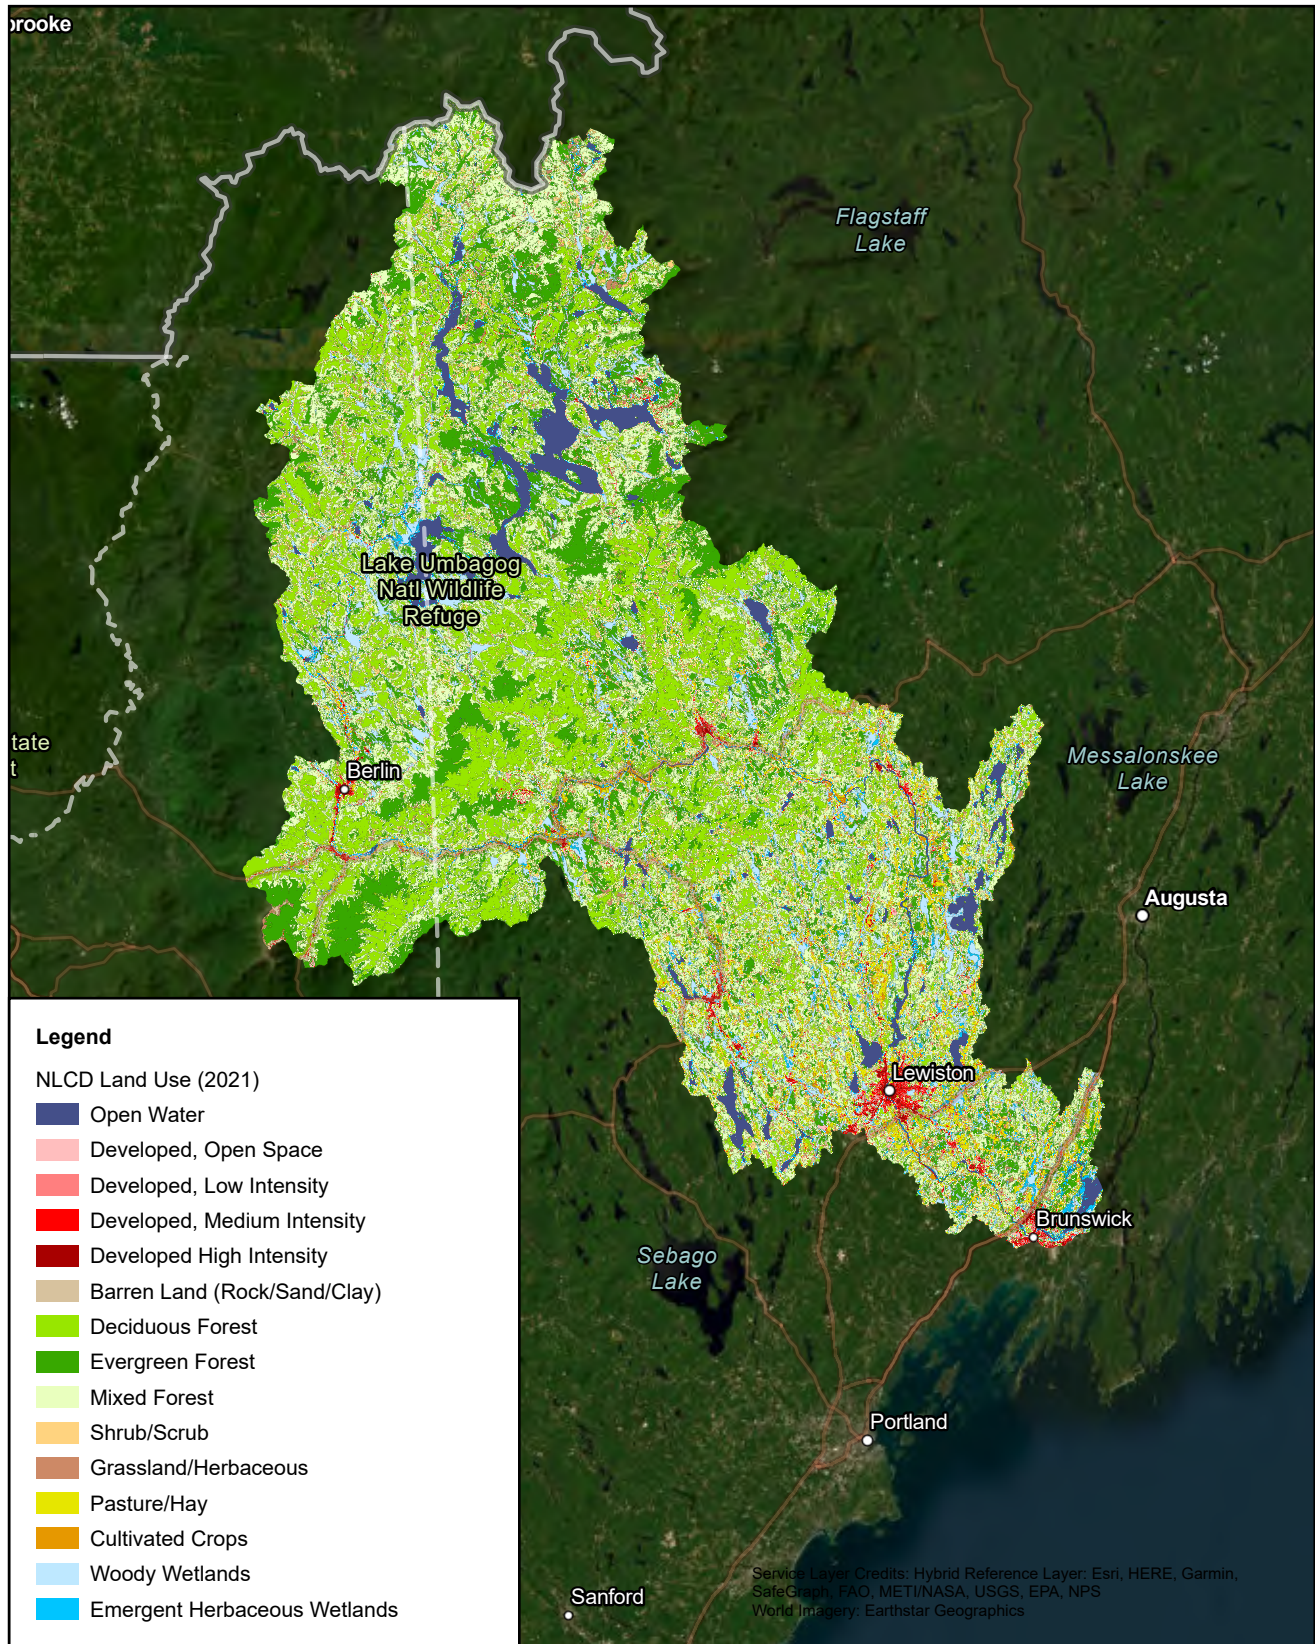 brooke
Flagstaff
Lake
Lake Umbagog
Natl Wildlife
Refuge
tate
t
Berlin
Messalonskee
Lake
Augusta
Lewiston
Brunswick
Sebago
Lake
Portland
Sanford
Legend
NLCD Land Use (2021)
Open Water
Developed, Open Space
Developed, Low Intensity
Developed, Medium Intensity
Developed High Intensity
Barren Land (Rock/Sand/Clay)
Deciduous Forest
Evergreen Forest
Mixed Forest
Shrub/Scrub
Grassland/Herbaceous
Pasture/Hay
Cultivated Crops
Woody Wetlands
Emergent Herbaceous Wetlands
Service Layer Credits: Hybrid Reference Layer: Esri, HERE, Garmin,
SafeGraph, FAO, METI/NASA, USGS, EPA, NPS
World Imagery: Earthstar Geographics